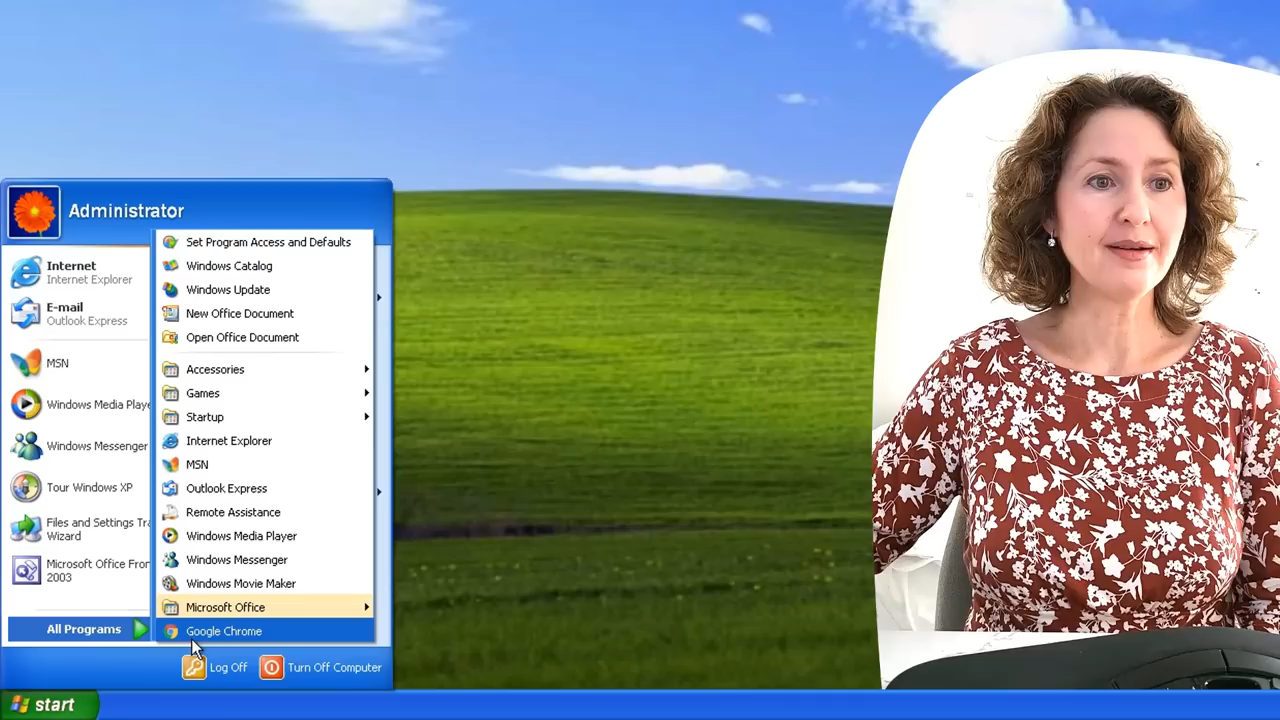 Administrator
Internet
Internet Explorer
E-mail
Outlook Express
MSN
Windows Media Playe
Windows Messenger
Tour Windows XP
Files and Settings Tra
Wizard
Microsoft Office Fron
2003
All Programs
Set Program Access and Defaults
Windows Catalog
Windows Update
New Office Document
Open Office Document
Accessories
Games
Startup
Internet Explorer
MSN
Outlook Express
Remote Assistance
Windows Media Player
Windows Messenger
Windows Movie Maker
Microsoft Office
Google Chrome
Log Off
Turn Off Computer
start